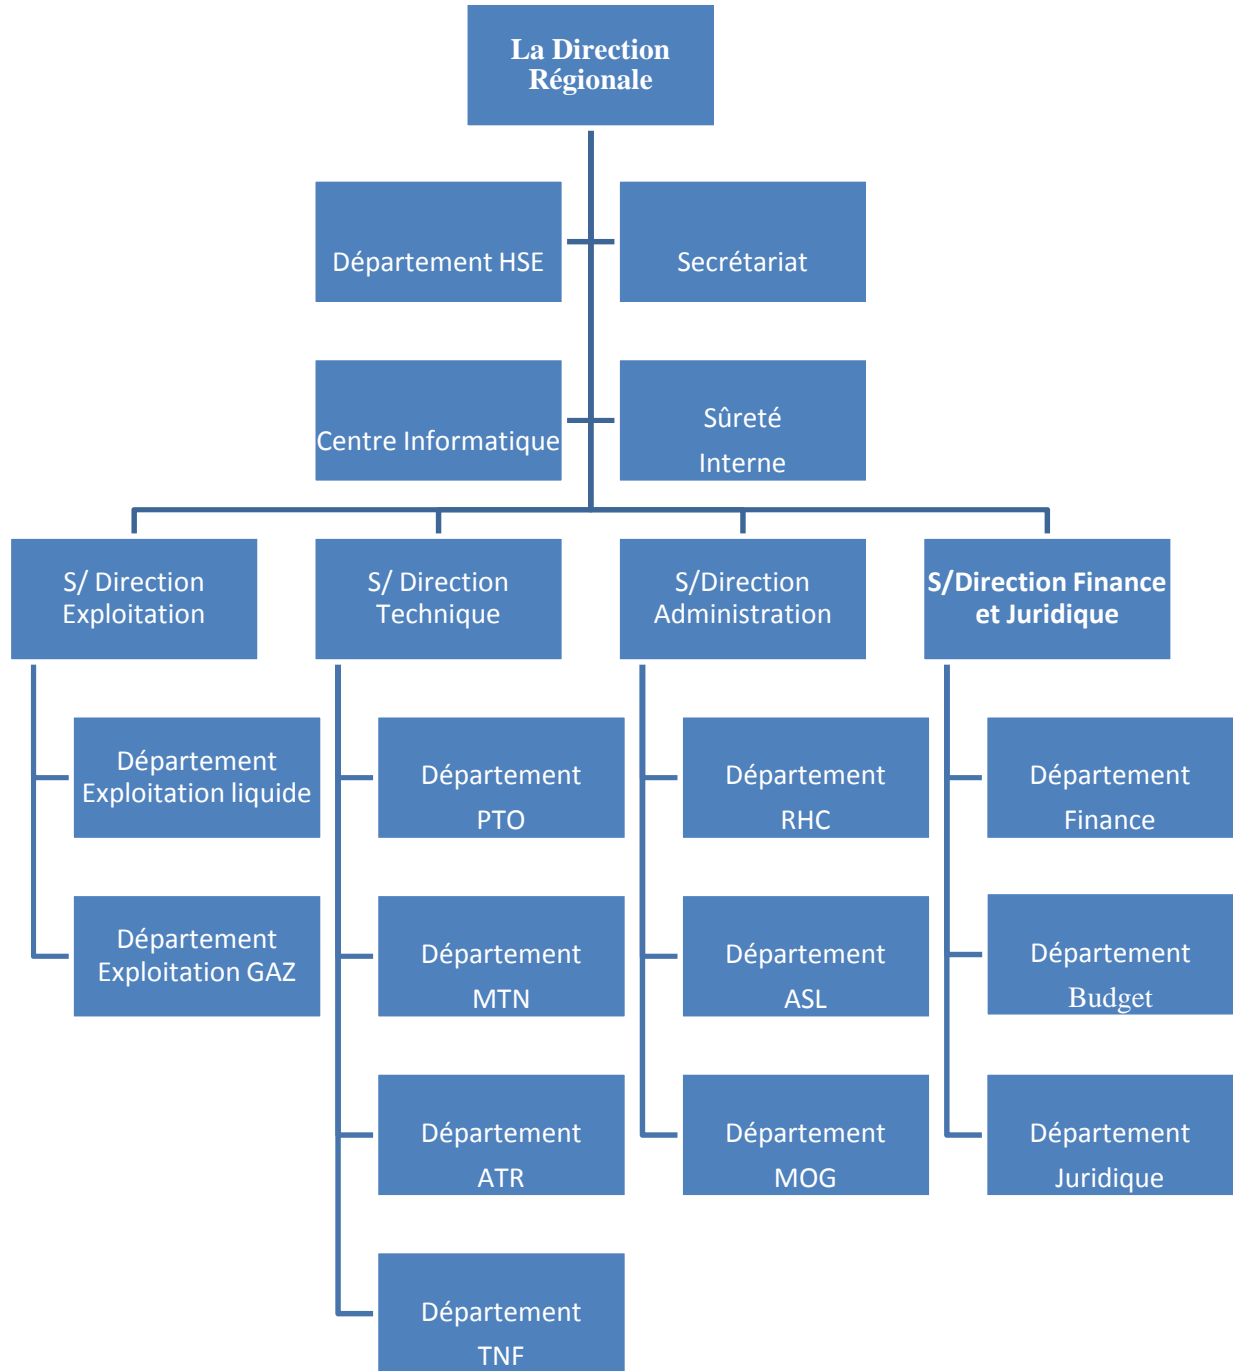 La Direction
Régionale
Département HSE
Secrétariat
Centre Informatique
Sûreté
Interne
S/ Direction
Exploitation
S/ Direction
Technique
S/Direction
Administration
S/Direction Finance
et Juridique
Département
Exploitation liquide
Département
PTO
Département
RHC
Département
Finance
Département
Exploitation GAZ
Département
MTN
Département
ASL
Département
Budget
Département
ATR
Département
MOG
Département
Juridique
Département
TNF